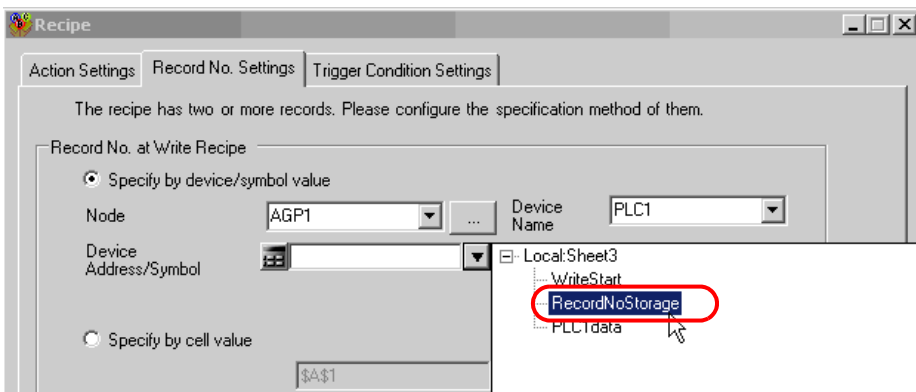 Recipe
Action Settings Record No. Settings Trigger Condition Settings
The recipe has two or more records. Please configure the specification method of them.
Record No. at Write Recipe
Specify by device/symbol value
Node AGP1 ... Device Name PLC1
Device Address/Symbol
Local:Sheet3
WriteStart
RecordNoStorage
PLC1data
Specify by cell value
$A$1